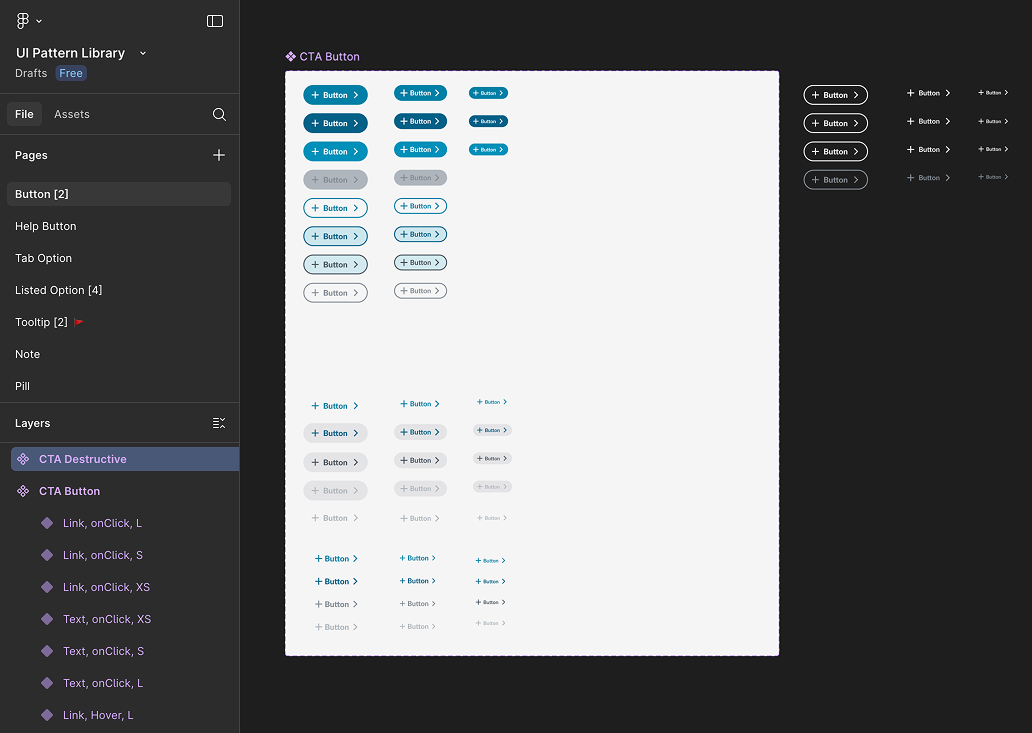 UI Pattern Library
Drafts Free
File Assets
Pages
Button [2]
Help Button
Tab Option
Listed Option [4]
Tooltip [2]
Note
Pill
Layers
CTA Destructive
CTA Button
Link, onClick, L
Link, onClick, S
Link, onClick, XS
Text, onClick, XS
Text, onClick, S
Text, onClick, L
Link, Hover, L
CTA Button
Button Button Button
Button Button Button
Button Button Button
Button Button
Button Button
Button Button
Button Button
Button Button
Button Button Button
Button Button Button
Button Button Button
Button Button Button
Button Button Button
Button Button Button
Button Button Button
Button Button Button
Button Button Button
Button Button Button
Button Button Button
Button Button Button
Button Button Button